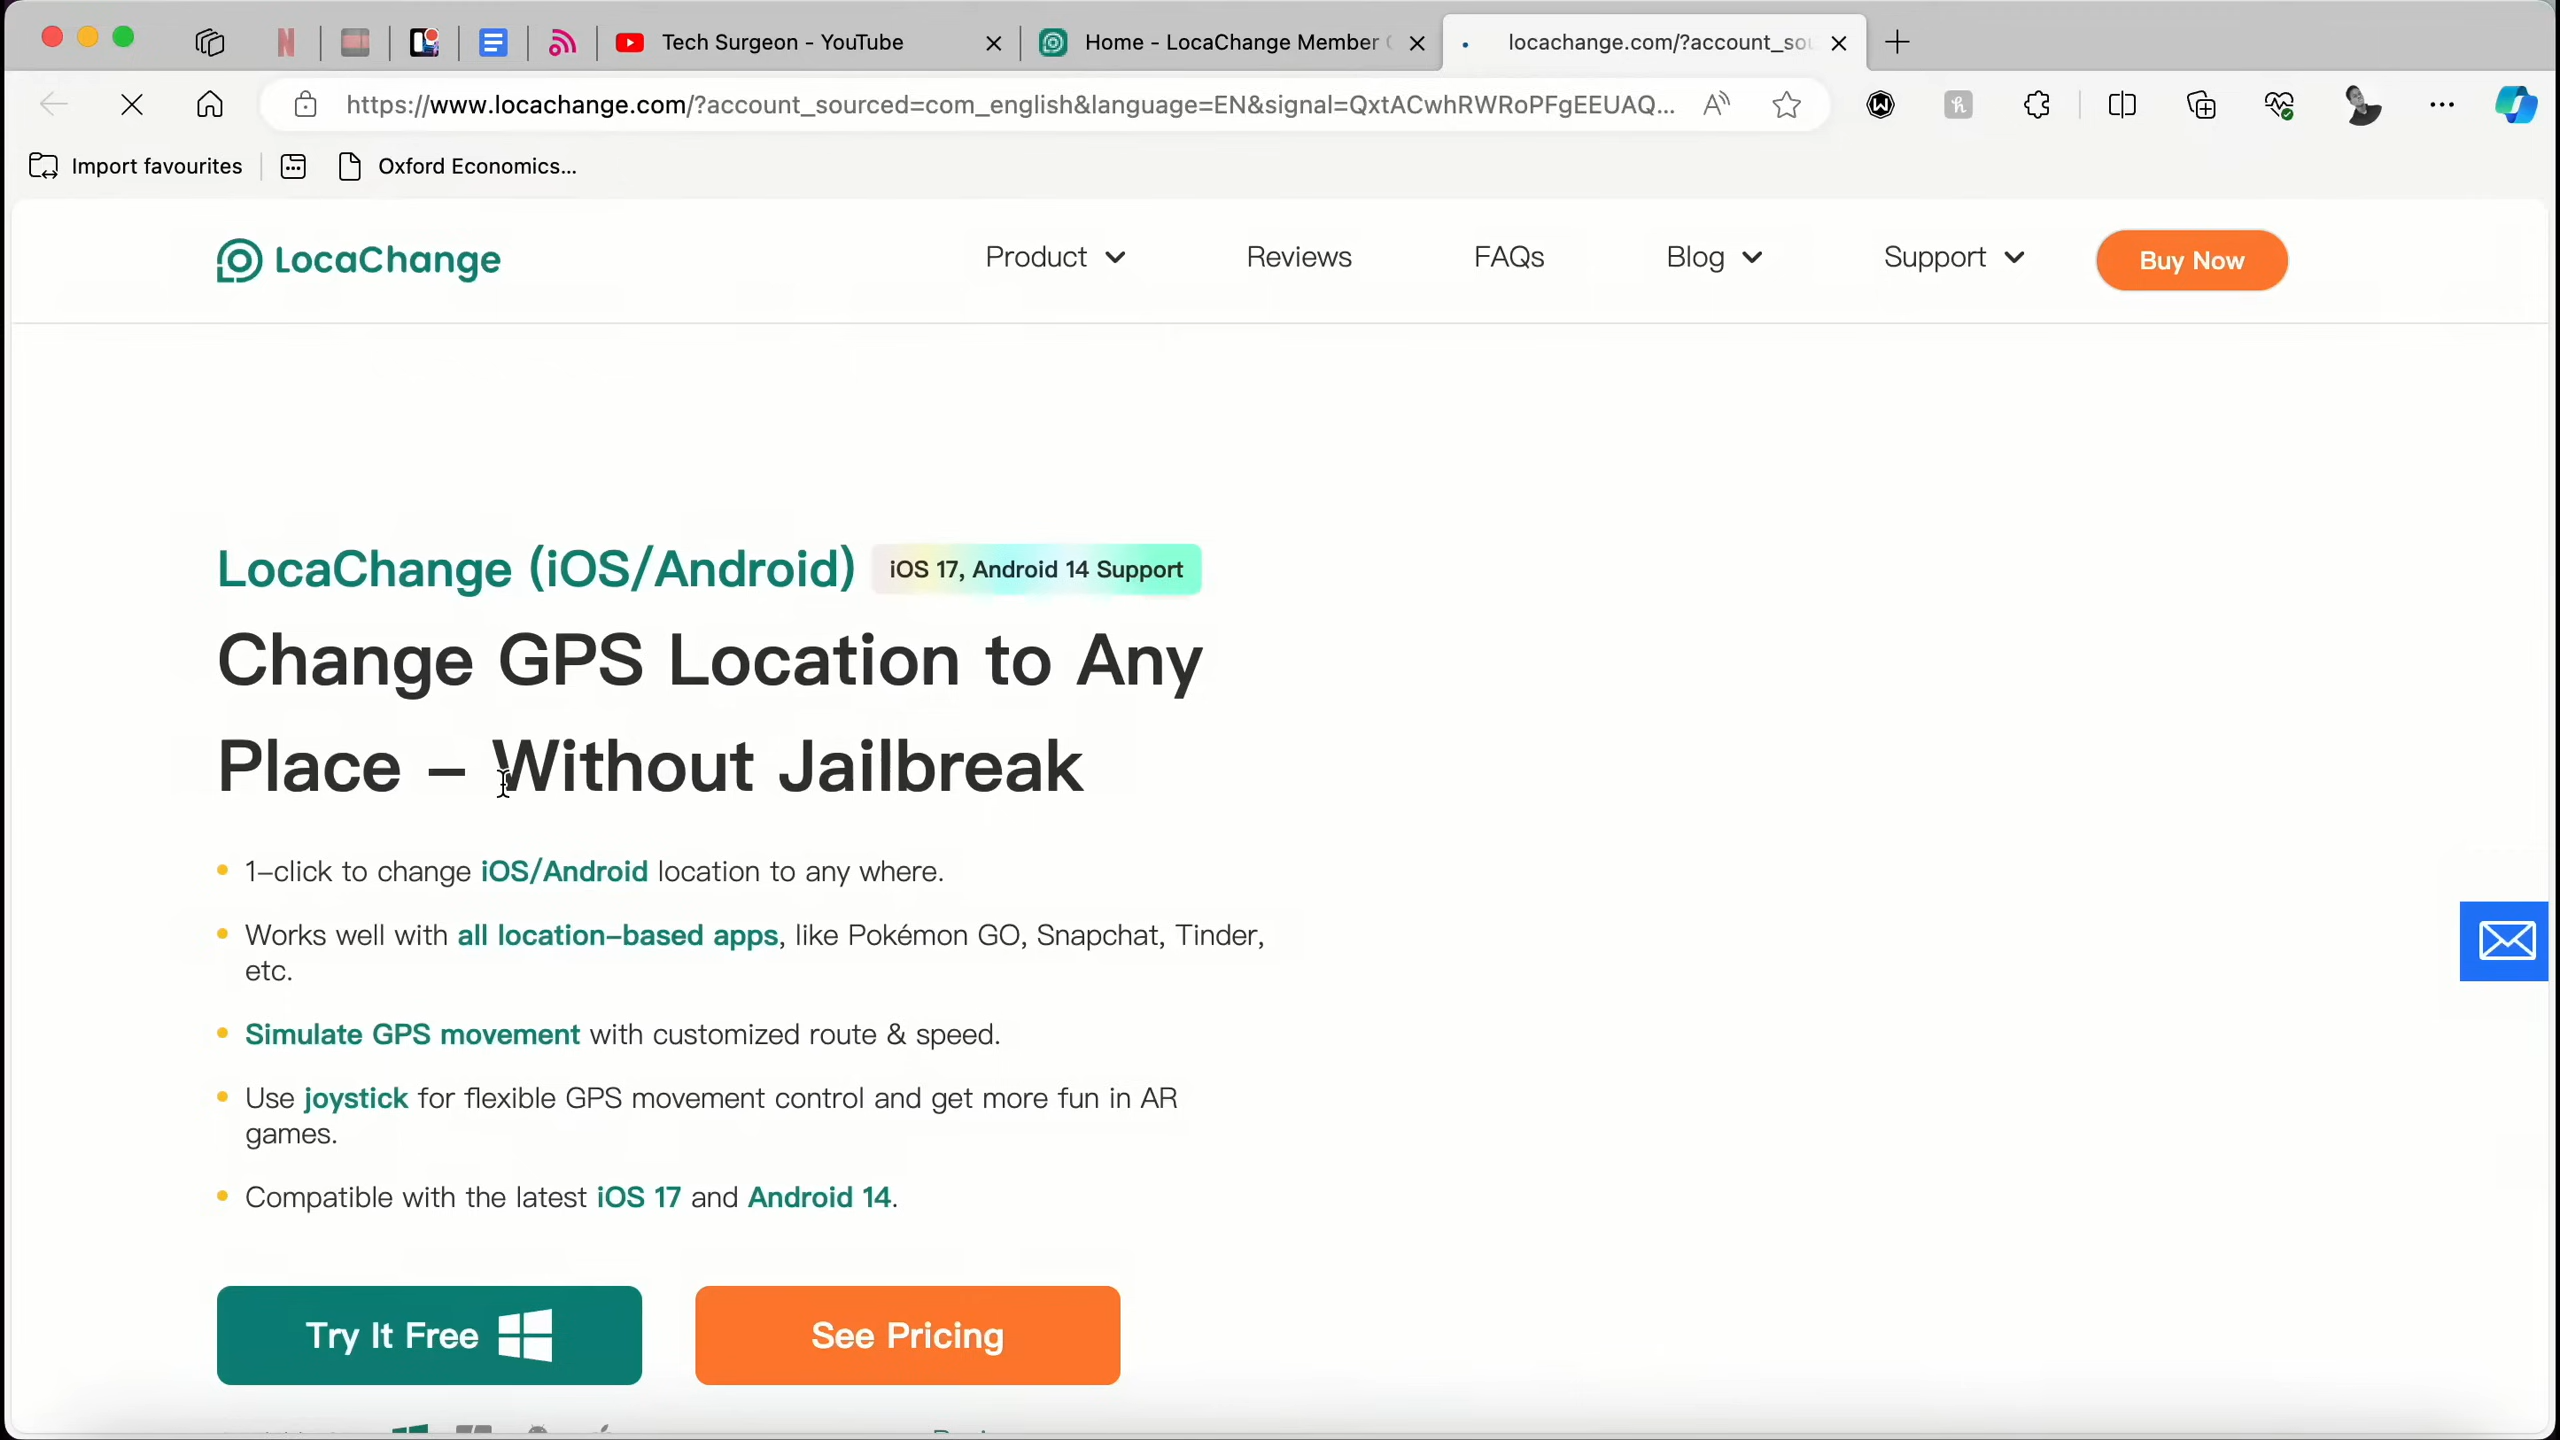 Tech Surgeon - YouTube
Home - LocaChange Member
locachange.com/?account_sou
https://www.locachange.com/?account_sourced=com_english&language=EN&signal=QxtACwhRWRoPFgEEUAQ...
Import favourites
Oxford Economics...
LocaChange
Product
Reviews
FAQs
Blog
Support
Buy Now
LocaChange (iOS/Android)
iOS 17, Android 14 Support
Change GPS Location to Any
Place – Without Jailbreak
1-click to change iOS/Android location to any where.
Works well with all location-based apps, like Pokémon GO, Snapchat, Tinder,
etc.
Simulate GPS movement with customized route & speed.
Use joystick for flexible GPS movement control and get more fun in AR
games.
Compatible with the latest iOS 17 and Android 14.
Try It Free
See Pricing